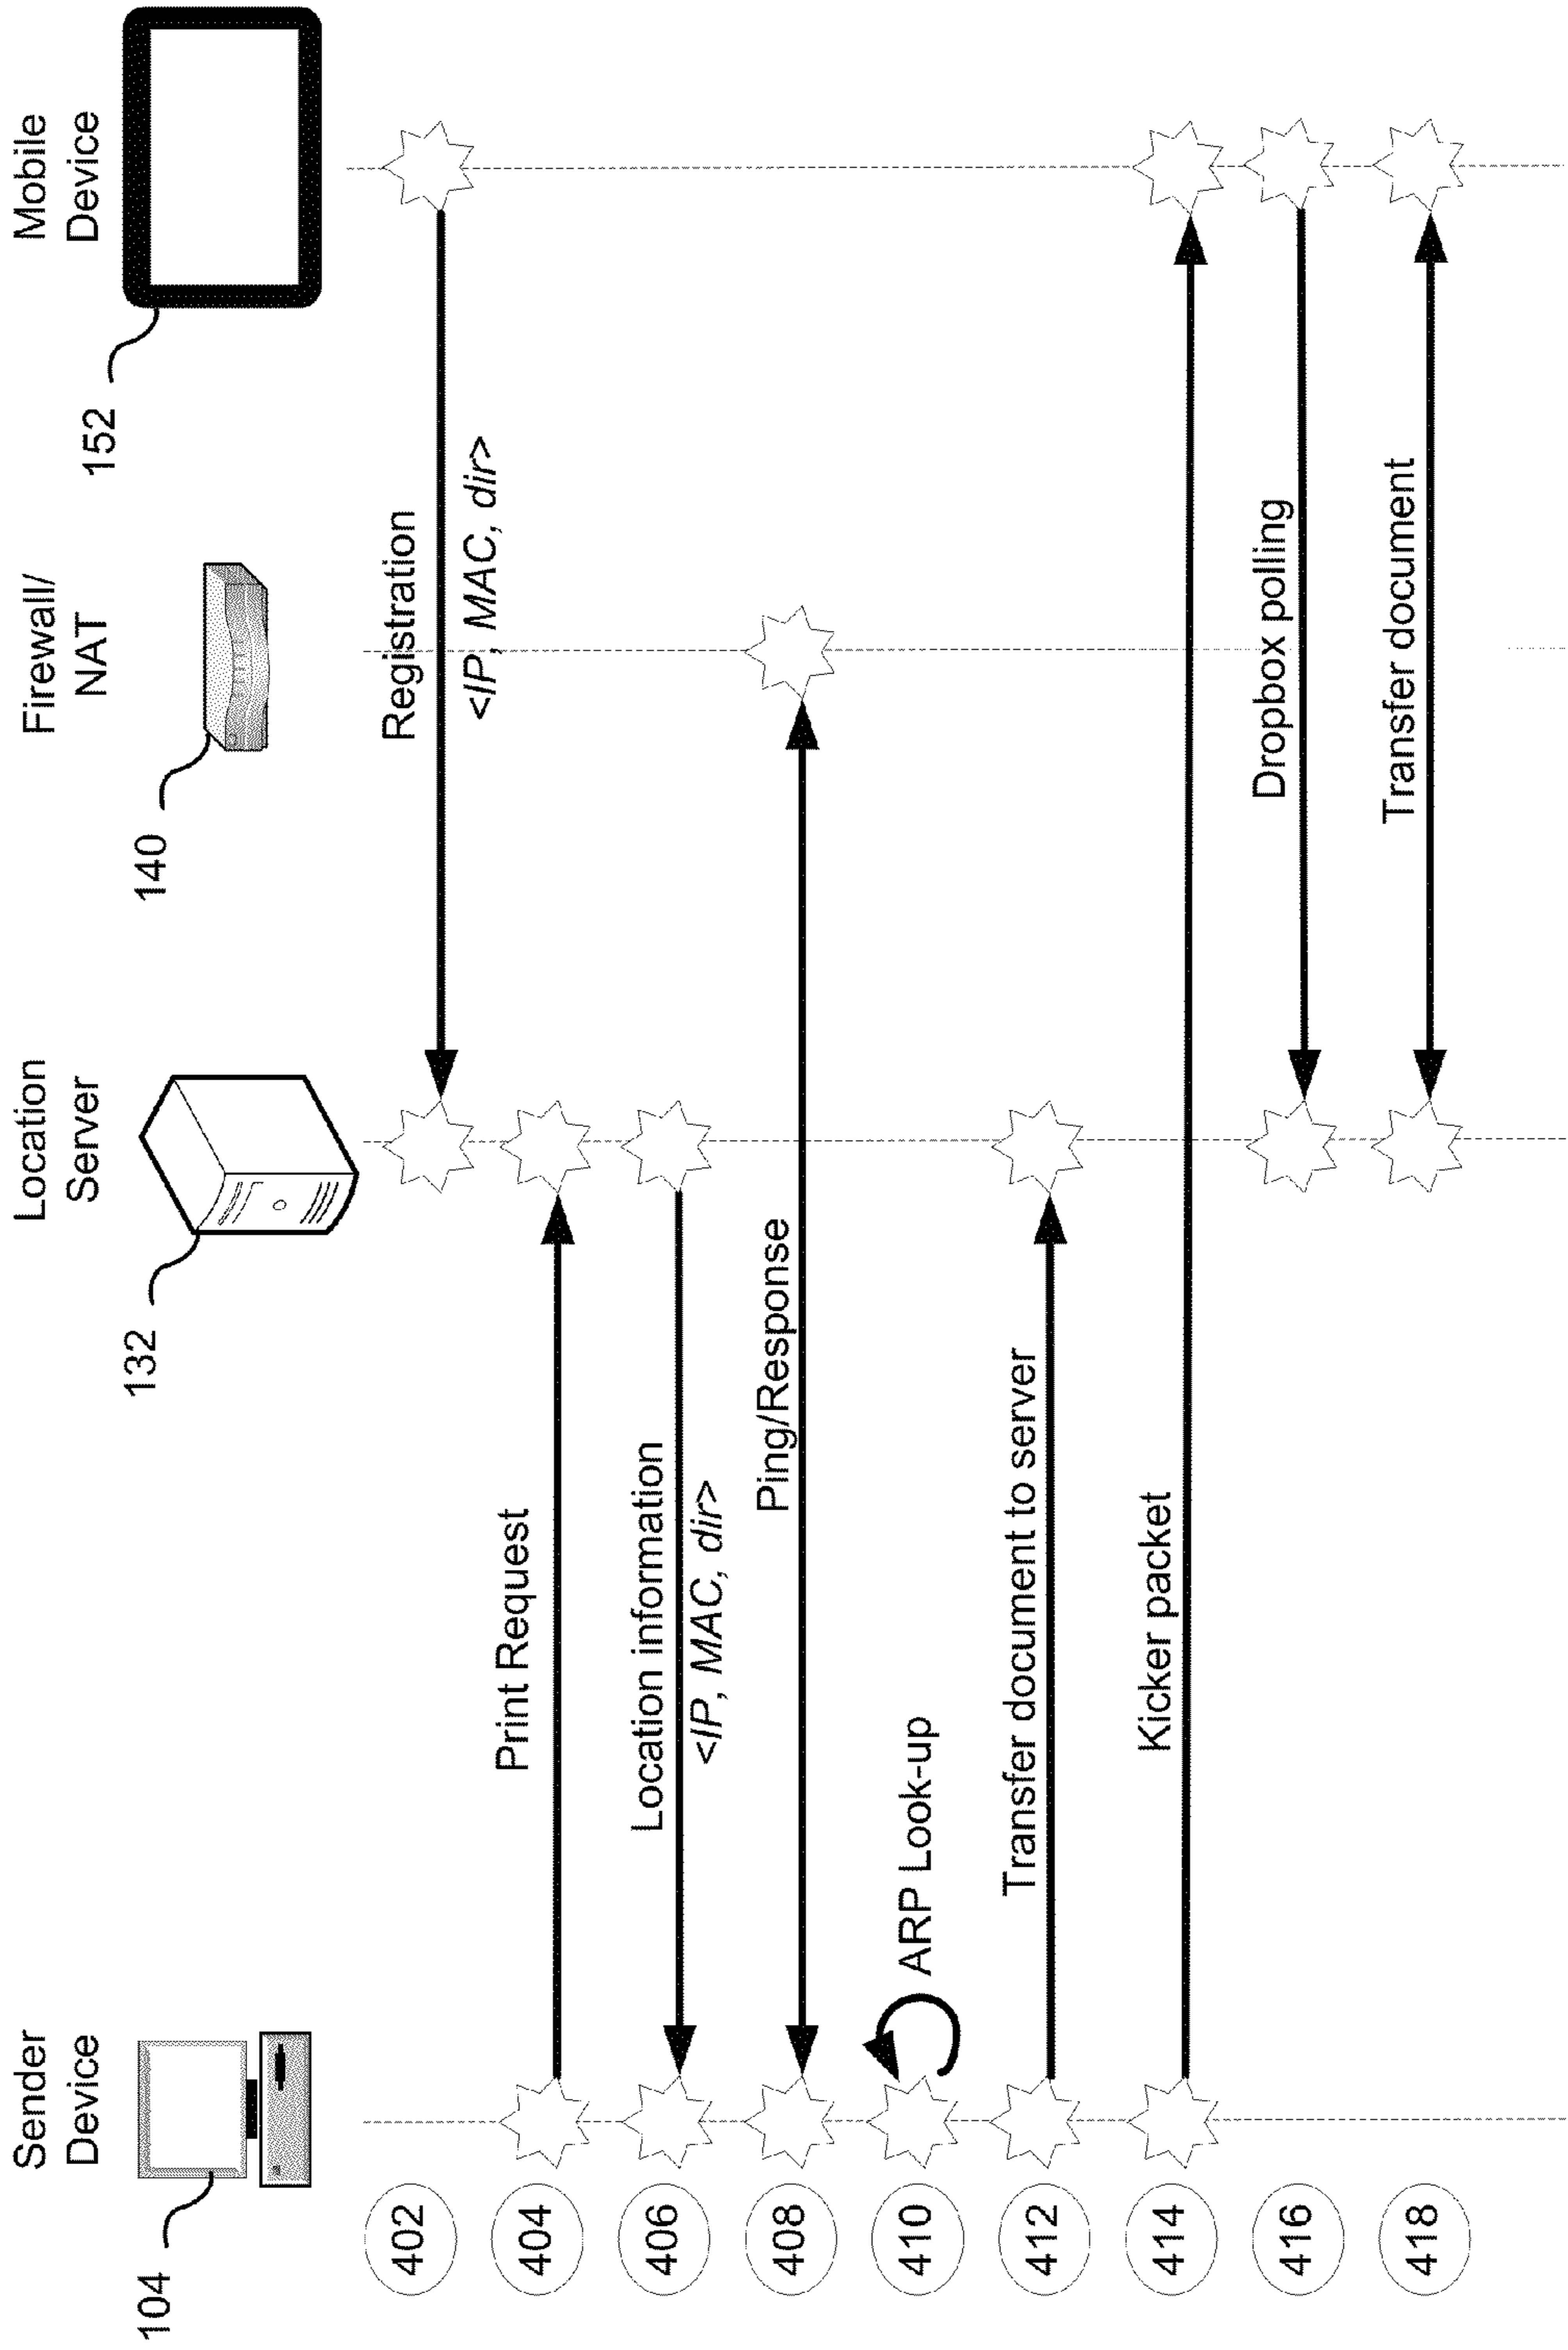 Sender
Device
Location
Server
Firewall/
NAT
Mobile
Device
104
132
140
152
402
Registration
<IP, MAC, dir>
404
Print Request
406
Location information
<IP, MAC, dir>
408
Ping/Response
410
ARP Look-up
412
Transfer document to server
414
Kicker packet
416
Dropbox polling
418
Transfer document